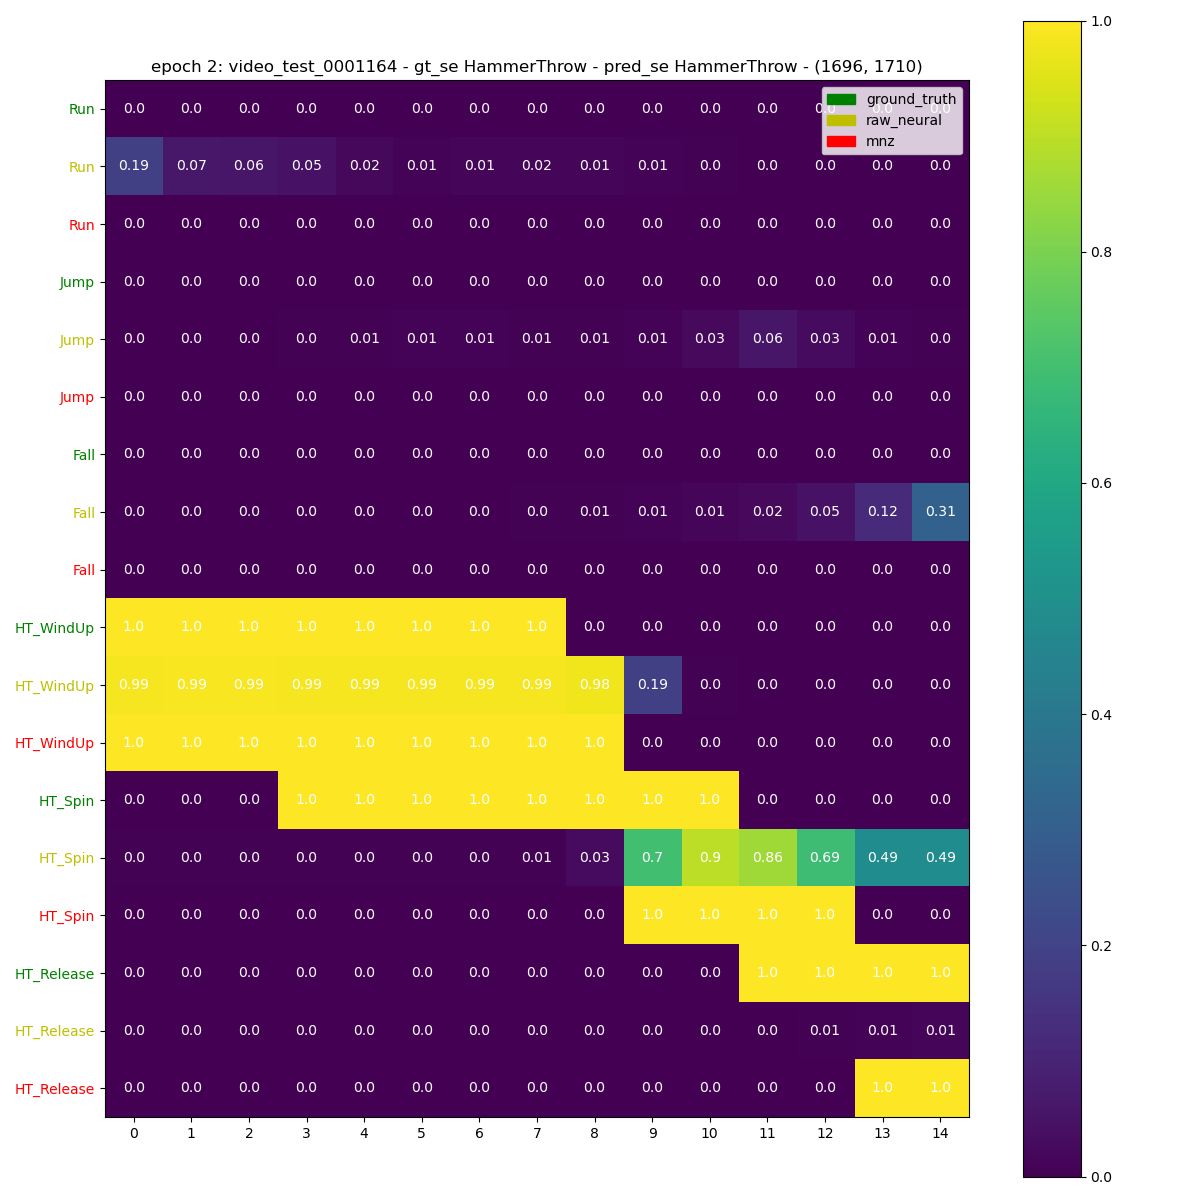 epoch 2: video_test_0001164 - gt_se HammerThrow - pred_se HammerThrow - (1696, 1710)
ground_truth
raw_neural
mnz
Run 0.0 0.0 0.0 0.0 0.0 0.0 0.0 0.0 0.0 0.0 0.0 0.0 0.0 0.0 0.0
Run 0.19 0.07 0.06 0.05 0.02 0.01 0.01 0.02 0.01 0.01 0.0 0.0 0.0 0.0 0.0
Run 0.0 0.0 0.0 0.0 0.0 0.0 0.0 0.0 0.0 0.0 0.0 0.0 0.0 0.0 0.0
Jump 0.0 0.0 0.0 0.0 0.0 0.0 0.0 0.0 0.0 0.0 0.0 0.0 0.0 0.0 0.0
Jump 0.0 0.0 0.0 0.0 0.01 0.01 0.01 0.01 0.01 0.01 0.03 0.06 0.03 0.01 0.0
Jump 0.0 0.0 0.0 0.0 0.0 0.0 0.0 0.0 0.0 0.0 0.0 0.0 0.0 0.0 0.0
Fall 0.0 0.0 0.0 0.0 0.0 0.0 0.0 0.0 0.0 0.0 0.0 0.0 0.0 0.0 0.0
Fall 0.0 0.0 0.0 0.0 0.0 0.0 0.0 0.0 0.01 0.01 0.01 0.02 0.05 0.12 0.31
Fall 0.0 0.0 0.0 0.0 0.0 0.0 0.0 0.0 0.0 0.0 0.0 0.0 0.0 0.0 0.0
HT_WindUp 1.0 1.0 1.0 1.0 1.0 1.0 1.0 1.0 0.0 0.0 0.0 0.0 0.0 0.0 0.0
HT_WindUp 0.99 0.99 0.99 0.99 0.99 0.99 0.99 0.99 0.98 0.19 0.0 0.0 0.0 0.0 0.0
HT_WindUp 1.0 1.0 1.0 1.0 1.0 1.0 1.0 1.0 1.0 0.0 0.0 0.0 0.0 0.0 0.0
HT_Spin 0.0 0.0 0.0 1.0 1.0 1.0 1.0 1.0 1.0 1.0 1.0 0.0 0.0 0.0 0.0
HT_Spin 0.0 0.0 0.0 0.0 0.0 0.0 0.0 0.01 0.03 0.7 0.9 0.86 0.69 0.49 0.49
HT_Spin 0.0 0.0 0.0 0.0 0.0 0.0 0.0 0.0 0.0 1.0 1.0 1.0 1.0 0.0 0.0
HT_Release 0.0 0.0 0.0 0.0 0.0 0.0 0.0 0.0 0.0 0.0 0.0 1.0 1.0 1.0 1.0
HT_Release 0.0 0.0 0.0 0.0 0.0 0.0 0.0 0.0 0.0 0.0 0.0 0.0 0.01 0.01 0.01
HT_Release 0.0 0.0 0.0 0.0 0.0 0.0 0.0 0.0 0.0 0.0 0.0 0.0 0.0 1.0 1.0
0 1 2 3 4 5 6 7 8 9 10 11 12 13 14
1.0
0.8
0.6
0.4
0.2
0.0